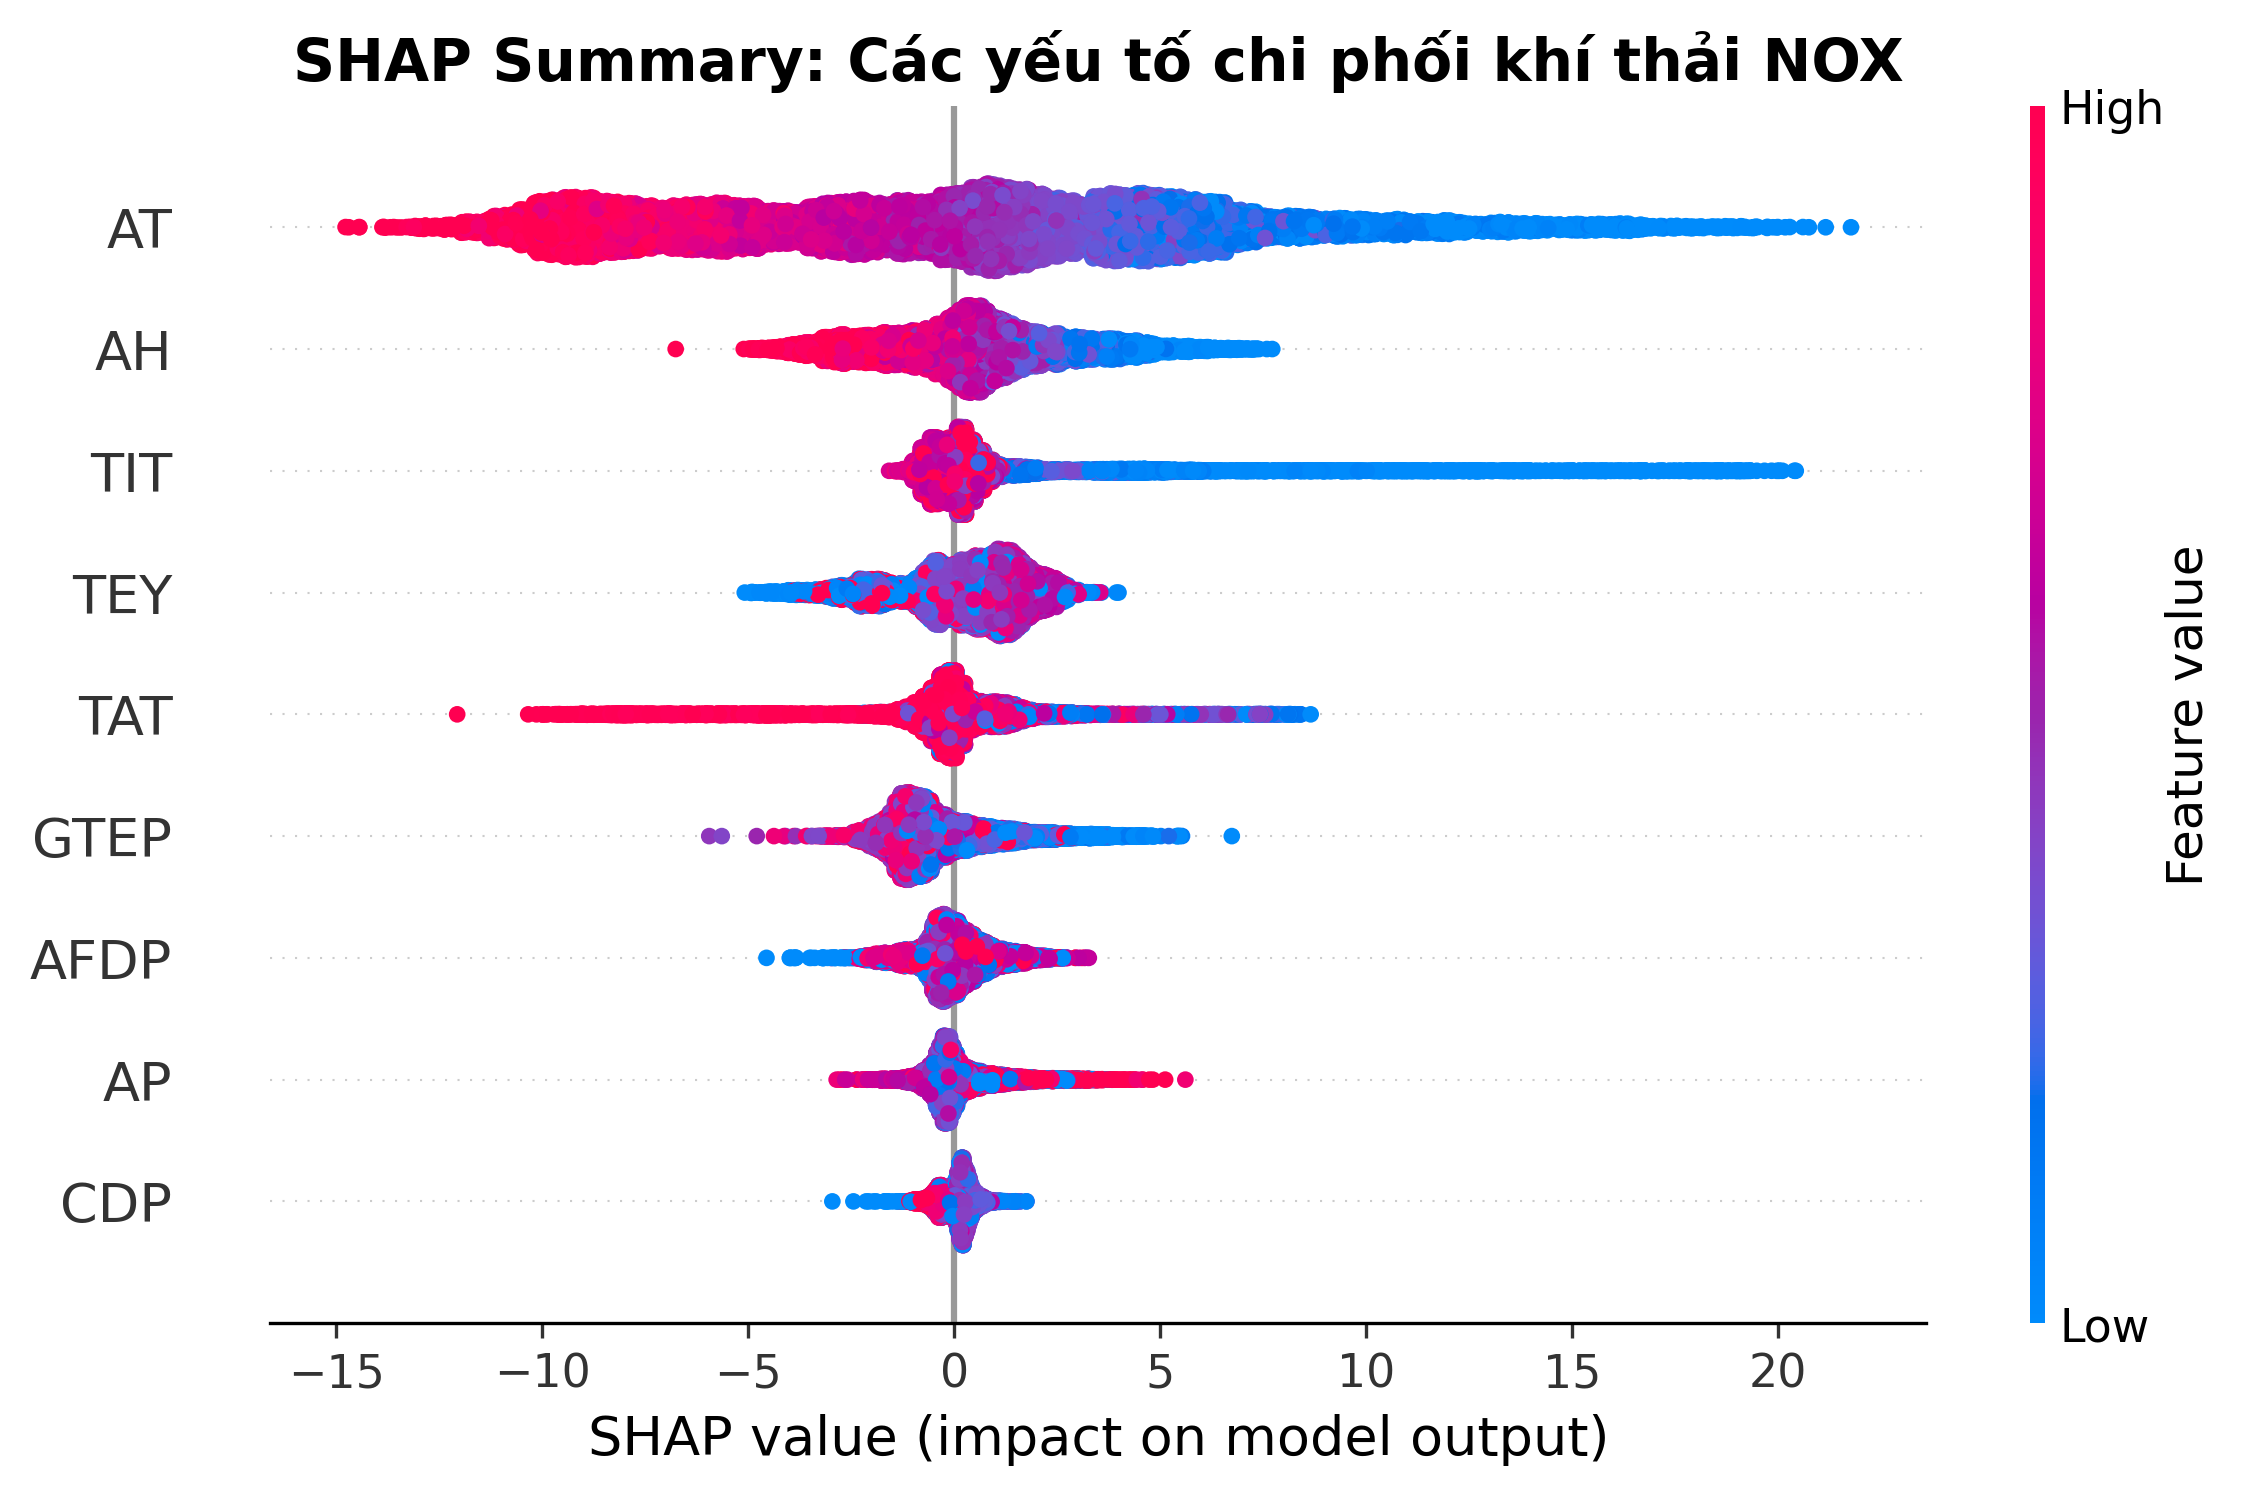 SHAP Summary: Các yếu tố chi phối khí thải NOX
High
AT
AH
TIT
TEY
TAT
GTEP
AFDP
AP
CDP
Feature value
Low
−15 −10 −5 0 5 10 15 20
SHAP value (impact on model output)